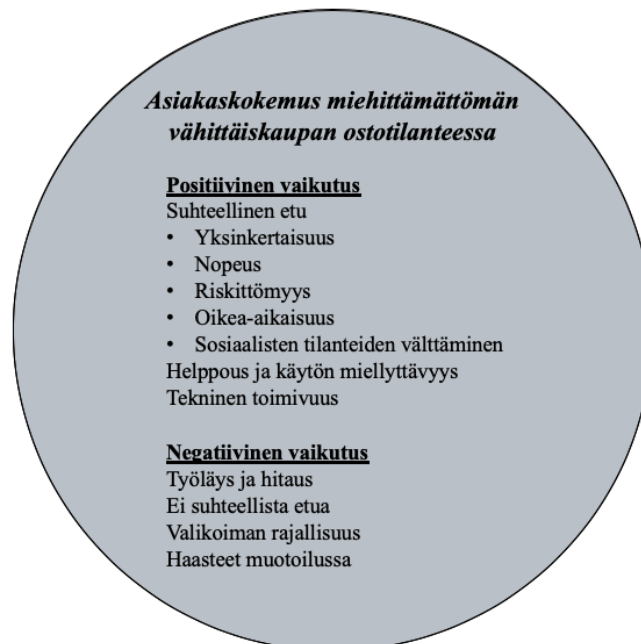 Asiakaskokemus miehittämättömän
vähittäiskaupan ostotilanteessa
Positiivinen vaikutus
Suhteellinen etu
• Yksinkertaisuus
• Nopeus
• Riskittömyys
• Oikea-aikaisuus
• Sosiaalisten tilanteiden välttäminen
Helppous ja käytön miellyttävyys
Tekninen toimivuus
Negatiivinen vaikutus
Työläys ja hitaus
Ei suhteellista etua
Valikoiman rajallisuus
Haasteet muotoilussa